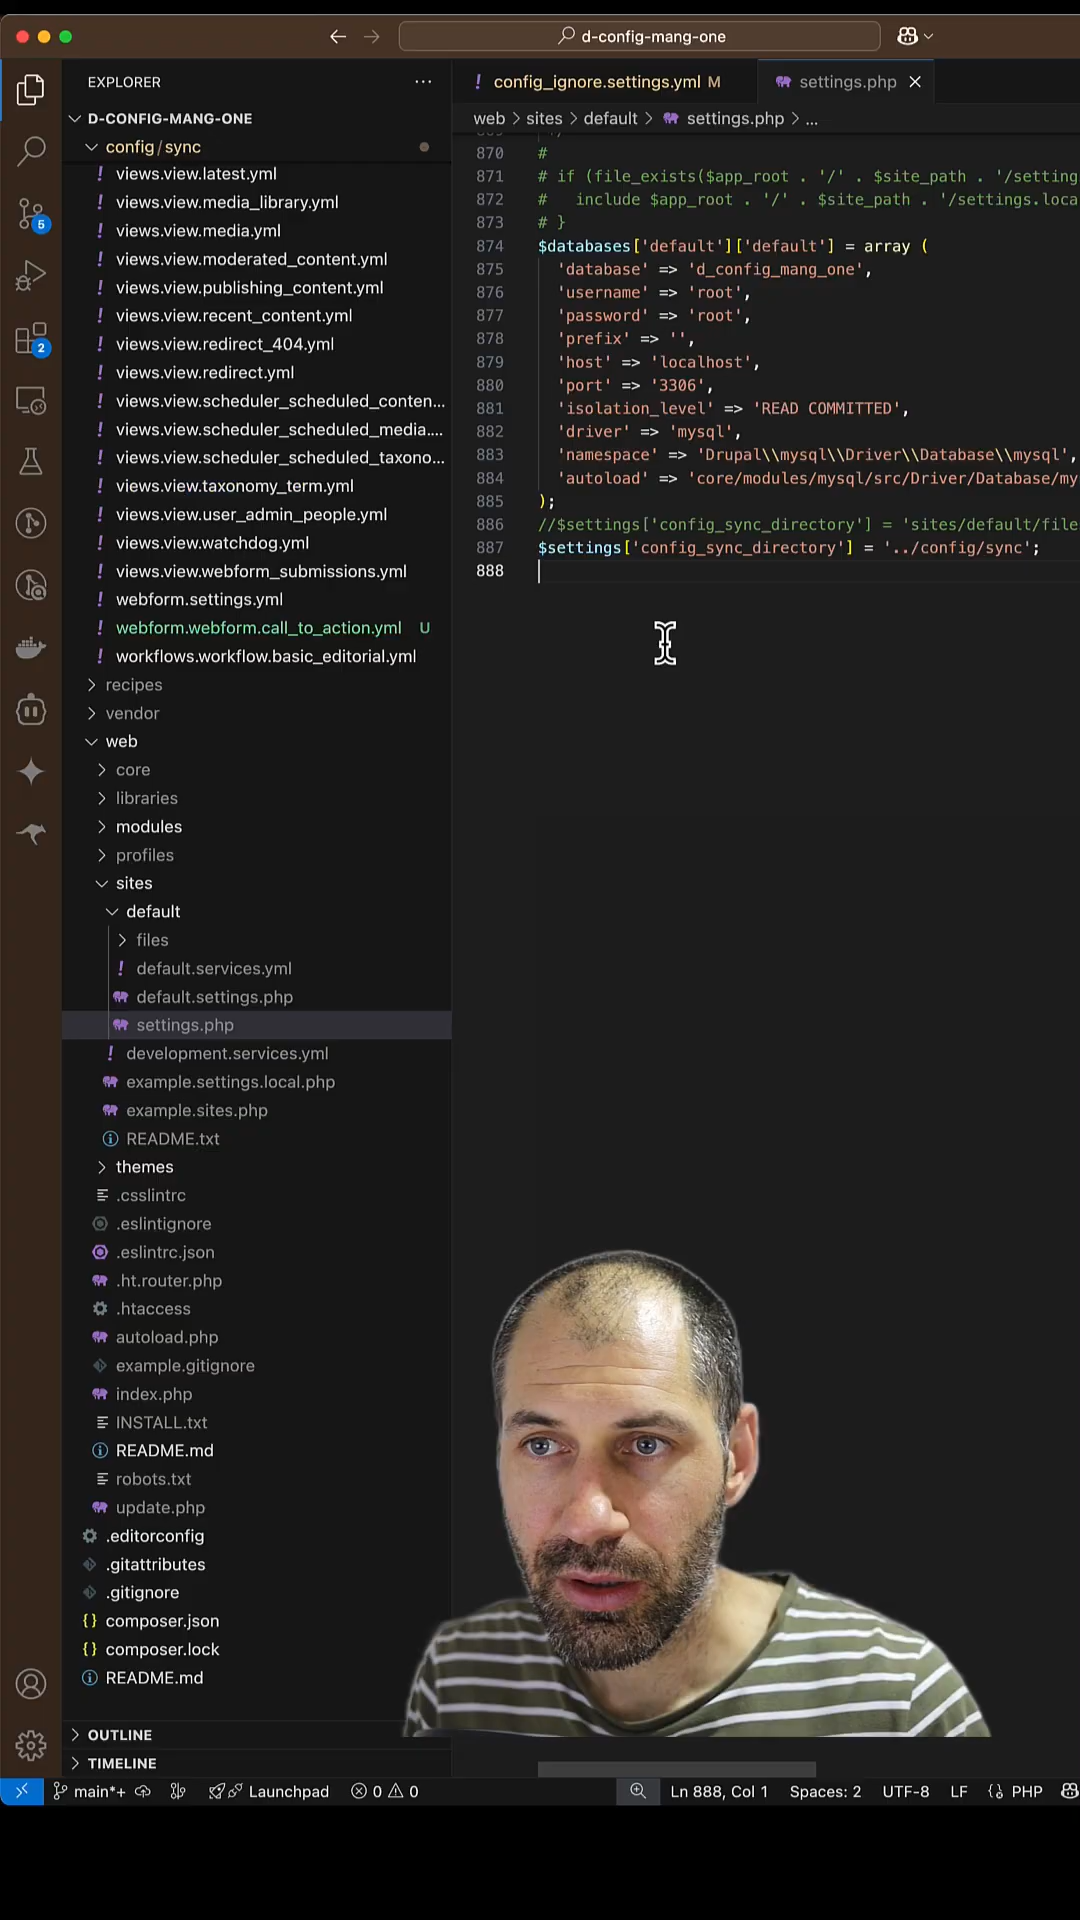 d-config-mang-one
EXPLORER
config_ignore.settings.yml M
settings.php
D-CONFIG-MANG-ONE
web > sites > default > settings.php > ...
config/sync
views.view.latest.yml
views.view.media_library.yml
views.view.media.yml
views.view.moderated_content.yml
views.view.publishing_content.yml
views.view.recent_content.yml
views.view.redirect_404.yml
views.view.redirect.yml
views.view.scheduler_scheduled_conten...
views.view.scheduler_scheduled_media....
views.view.scheduler_scheduled_taxono...
views.view.taxonomy_term.yml
views.view.user_admin_people.yml
views.view.watchdog.yml
views.view.webform_submissions.yml
webform.settings.yml
webform.webform.call_to_action.yml U
workflows.workflow.basic_editorial.yml
recipes
vendor
web
core
libraries
modules
profiles
sites
default
files
default.services.yml
default.settings.php
settings.php
development.services.yml
example.settings.local.php
example.sites.php
README.txt
themes
.csslintrc
.eslintignore
.eslintrc.json
.ht.router.php
.htaccess
autoload.php
example.gitignore
index.php
INSTALL.txt
README.md
robots.txt
update.php
.editorconfig
.gitattributes
.gitignore
composer.json
composer.lock
README.md
OUTLINE
TIMELINE
5
2
870 #
871 # if (file_exists($app_root . '/' . $site_path . '/setting
872 #   include $app_root . '/' . $site_path . '/settings.loca
873 # }
874 $databases['default']['default'] = array (
875   'database' => 'd_config_mang_one',
876   'username' => 'root',
877   'password' => 'root',
878   'prefix' => '',
879   'host' => 'localhost',
880   'port' => '3306',
881   'isolation_level' => 'READ COMMITTED',
882   'driver' => 'mysql',
883   'namespace' => 'Drupal\\mysql\\Driver\\Database\\mysql',
884   'autoload' => 'core/modules/mysql/src/Driver/Database/my
885 );
886 //$settings['config_sync_directory'] = 'sites/default/file
887 $settings['config_sync_directory'] = '../config/sync';
888
main*+ Launchpad 0 0 Ln 888, Col 1 Spaces: 2 UTF-8 LF {} PHP